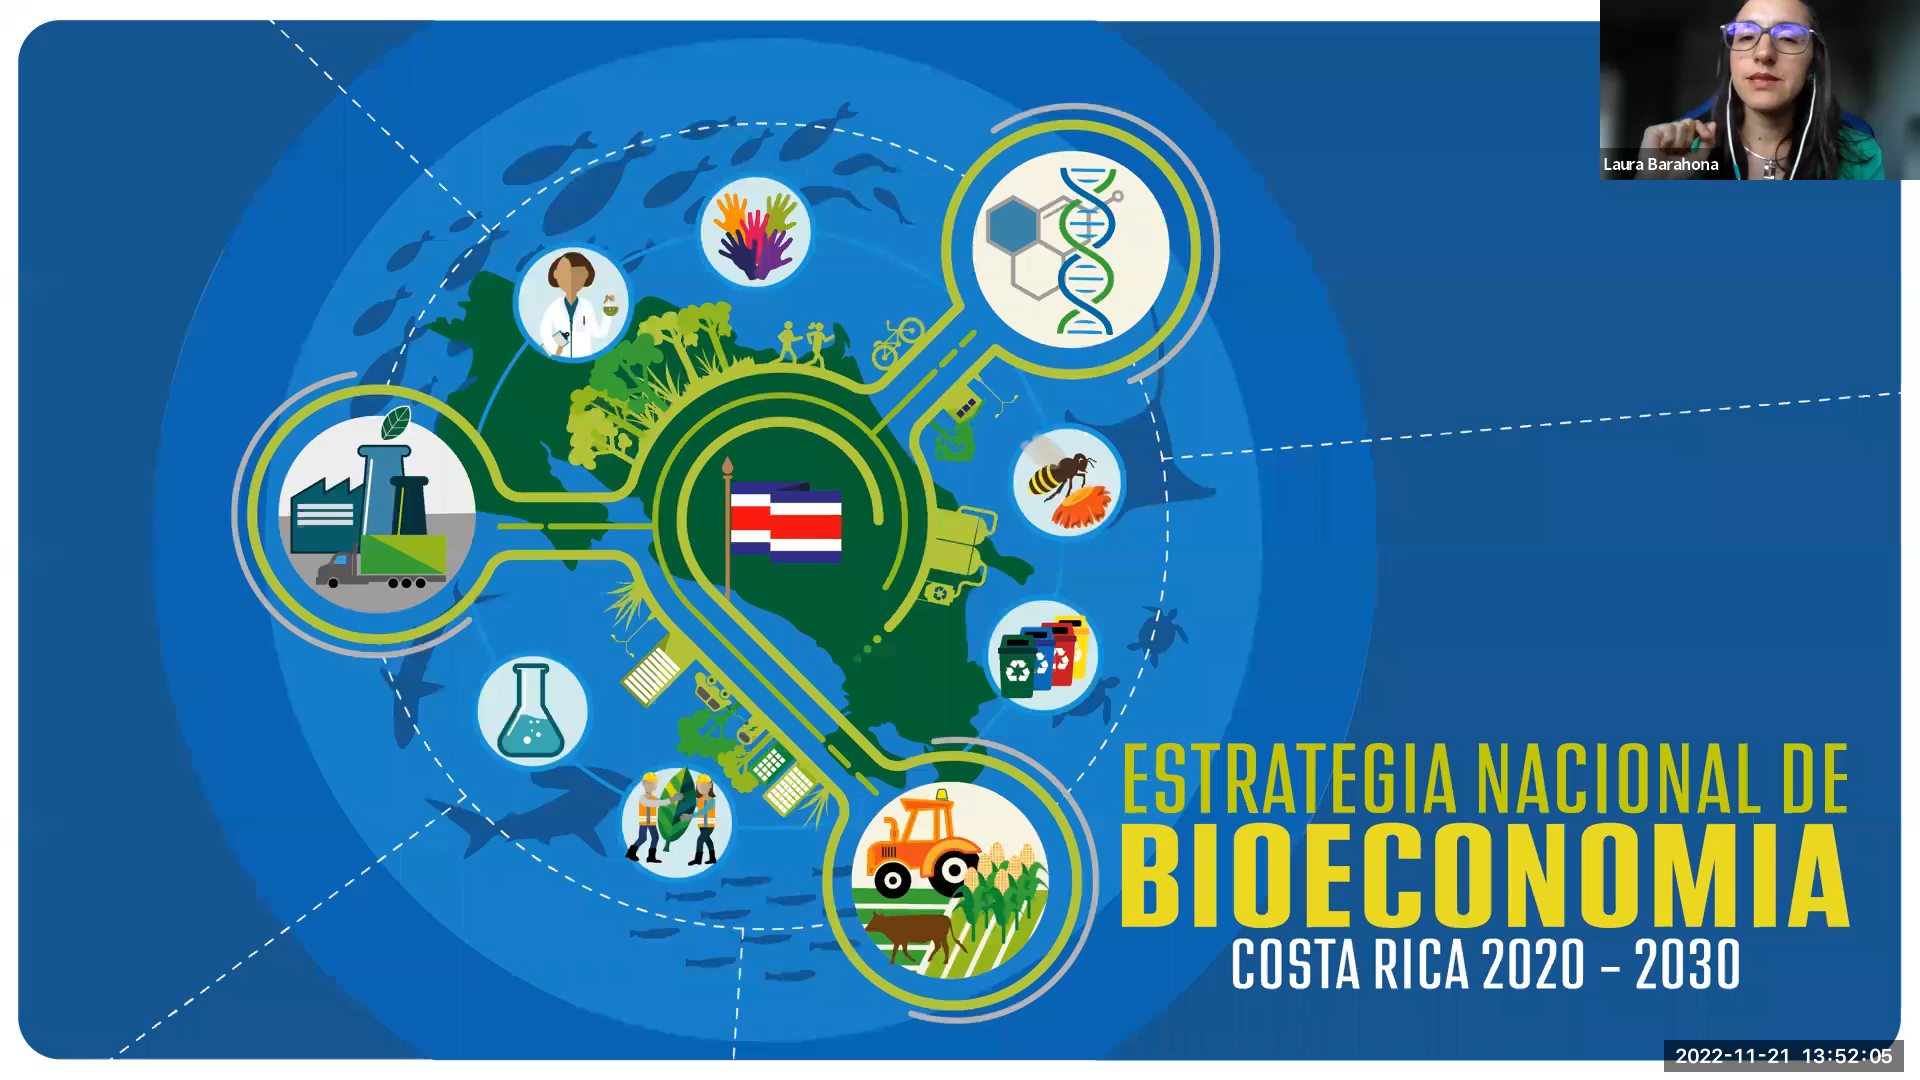 Laura Barahona
ESTRATEGIA NACIONAL DE
BIOECONOMIA
COSTA RICA 2020 - 2030
2022-11-21 13:52:05